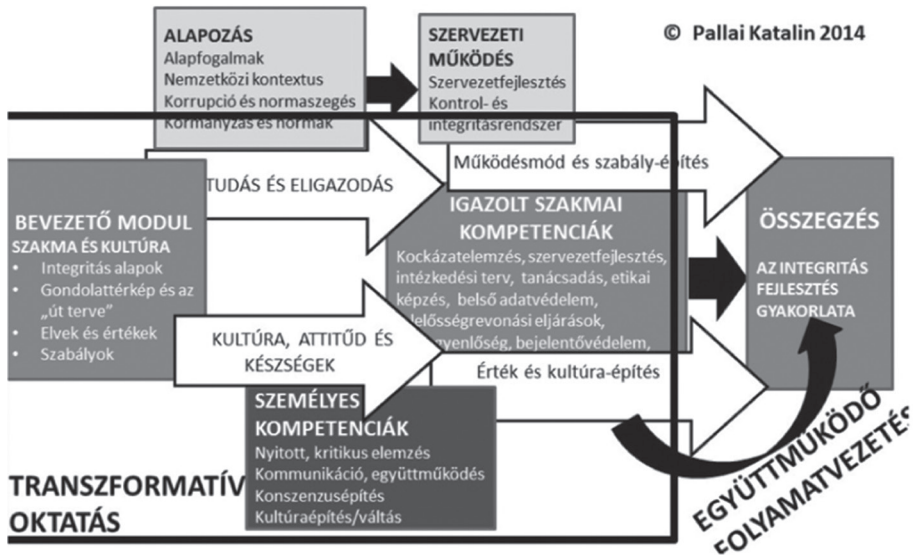 © Pallai Katalin 2014
ALAPOZÁS
Alapfogalmak
Nemzetközi kontextus
Korrupció és normaszegés
Kormányzás és normák
SZERVEZETI
MŰKÖDÉS
Szervezetfejlesztés
Kontrol- és
integritásrendszer
TUDÁS ÉS ELIGAZODÁS
Működésmód és szabály-építés
BEVEZETŐ MODUL
SZAKMA ÉS KULTÚRA
• Integritás alapok
• Gondolattérkép és az
„út terve”
• Elvek és értékek
• Szabályok
IGAZOLT SZAKMAI
KOMPETENCIÁK
Kockázatelemzés, szervezetfejlesztés,
intézkedési terv, tanácsadás, etikai
képzés, belső adatvédelem,
lelősségrevonási eljárások,
gyenlőség, bejelentővédelem,
ÖSSZEGZÉS
AZ INTEGRITÁS
FEJLESZTÉS
GYAKORLATA
KULTÚRA, ATTITŰD ÉS
KÉSZSÉGEK
Érték és kultúra-építés
SZEMÉLYES
KOMPETENCIÁK
Nyitott, kritikus elemzés
Kommunikáció, együttműködés
Konszenzusépítés
Kultúraépítés/váltás
TRANSZFORMATÍV
OKTATÁS
EGYÜTTMŰKÖDŐ
FOLYAMATVEZETÉS